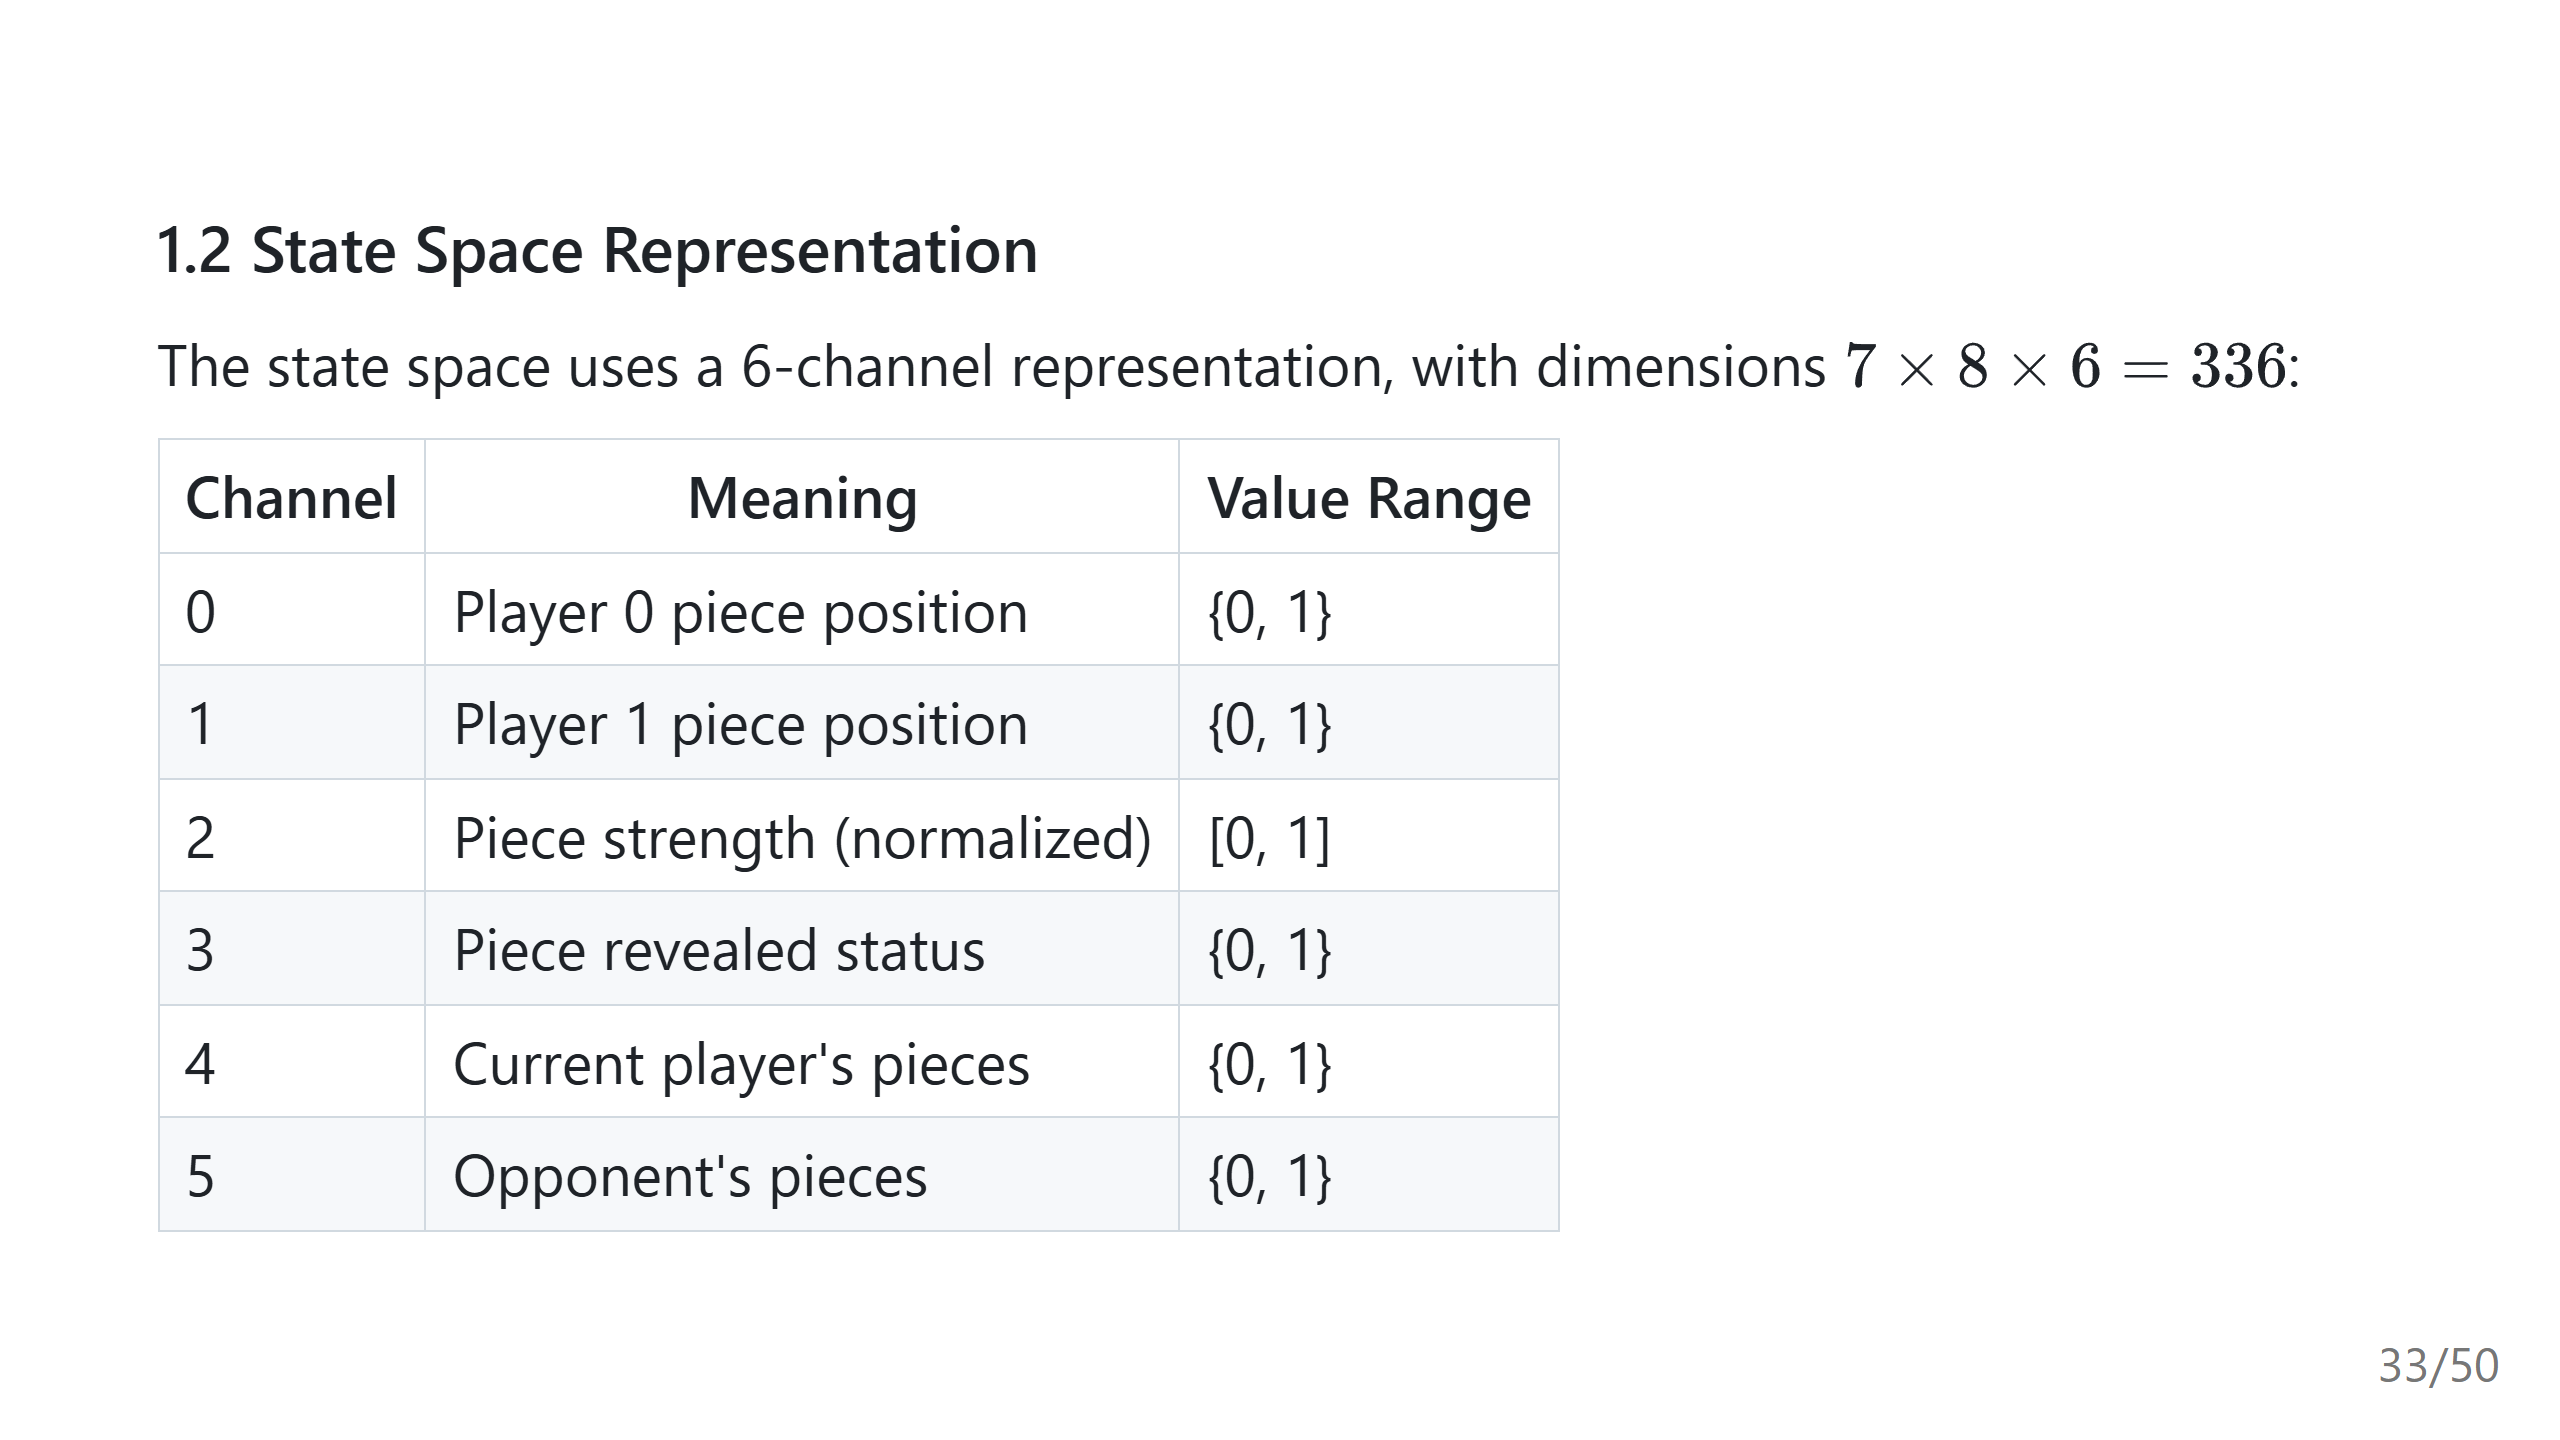 1.2 State Space Representation
The state space uses a 6-channel representation, with dimensions 7 × 8 × 6 = 336:
Channel Meaning Value Range
0 Player 0 piece position {0, 1}
1 Player 1 piece position {0, 1}
2 Piece strength (normalized) [0, 1]
3 Piece revealed status {0, 1}
4 Current player's pieces {0, 1}
5 Opponent's pieces {0, 1}
33/50